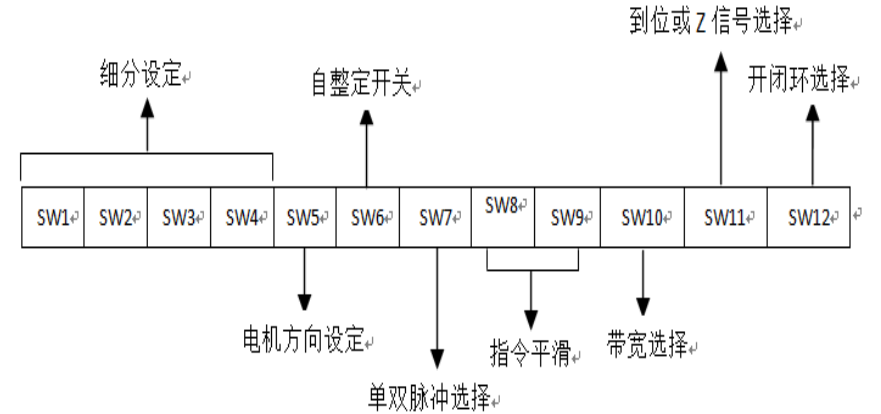 到位或Z信号选择
细分设定
自整定开关
开闭环选择
SW1 SW2 SW3 SW4 SW5 SW6 SW7 SW8 SW9 SW10 SW11 SW12
电机方向设定
指令平滑
带宽选择
单双脉冲选择